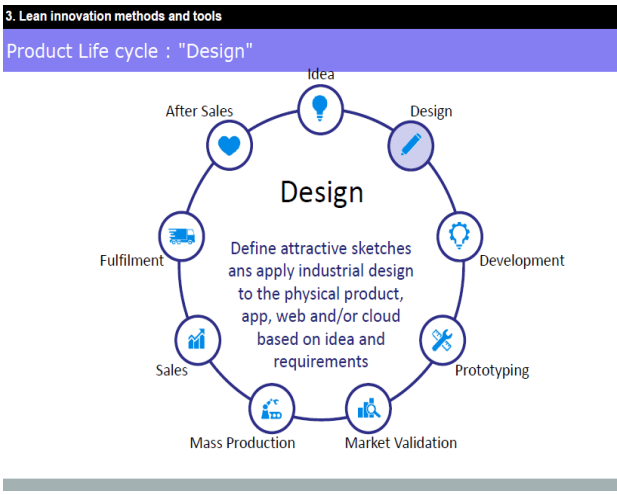 3. Lean innovation methods and tools
Product Life cycle : "Design"
Idea
After Sales
Design
Design
Define attractive sketches
ans apply industrial design
to the physical product,
app, web and/or cloud
based on idea and
requirements
Fulfilment
Development
Sales
Prototyping
Mass Production
Market Validation